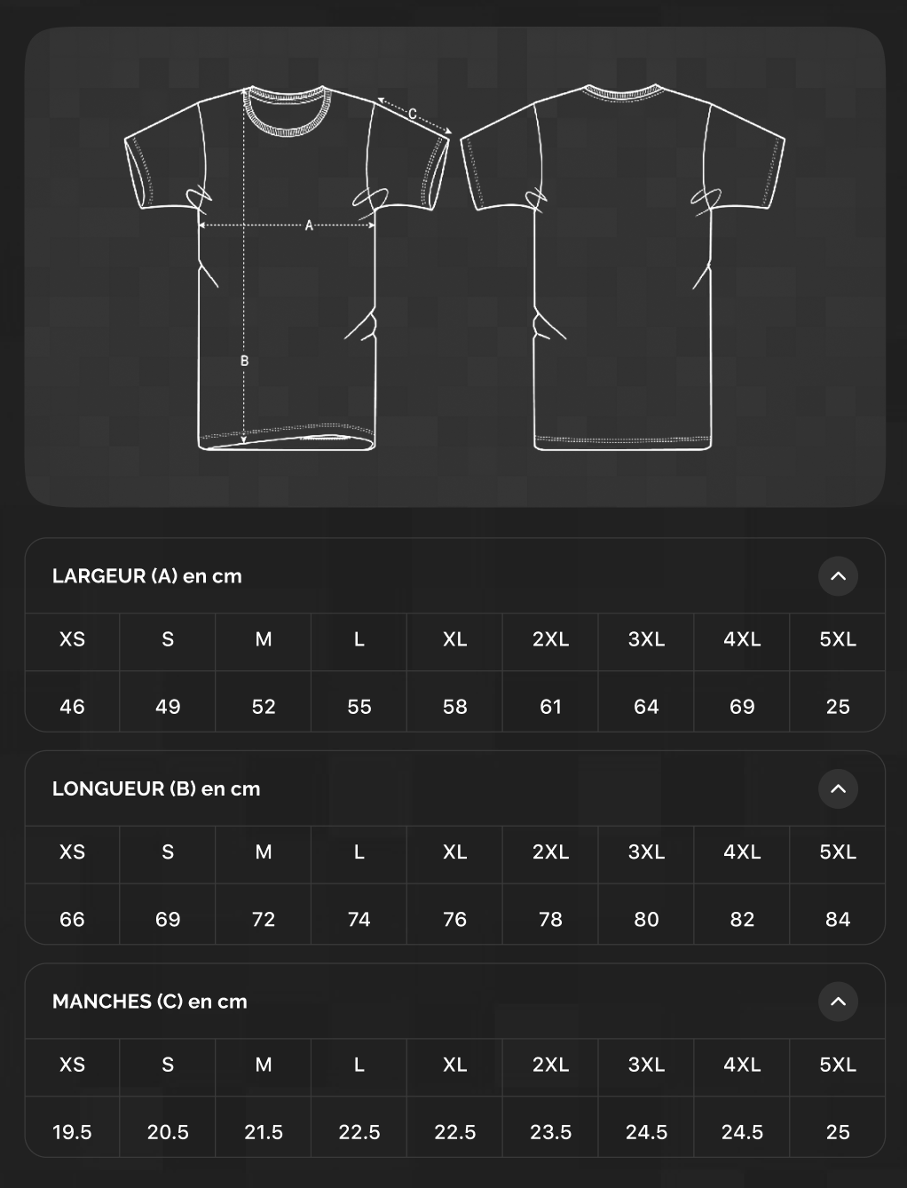 C
A
B
LARGEUR (A) en cm
XS S M L XL 2XL 3XL 4XL 5XL
46 49 52 55 58 61 64 69 25
LONGUEUR (B) en cm
XS S M L XL 2XL 3XL 4XL 5XL
66 69 72 74 76 78 80 82 84
MANCHES (C) en cm
XS S M L XL 2XL 3XL 4XL 5XL
19.5 20.5 21.5 22.5 22.5 23.5 24.5 24.5 25